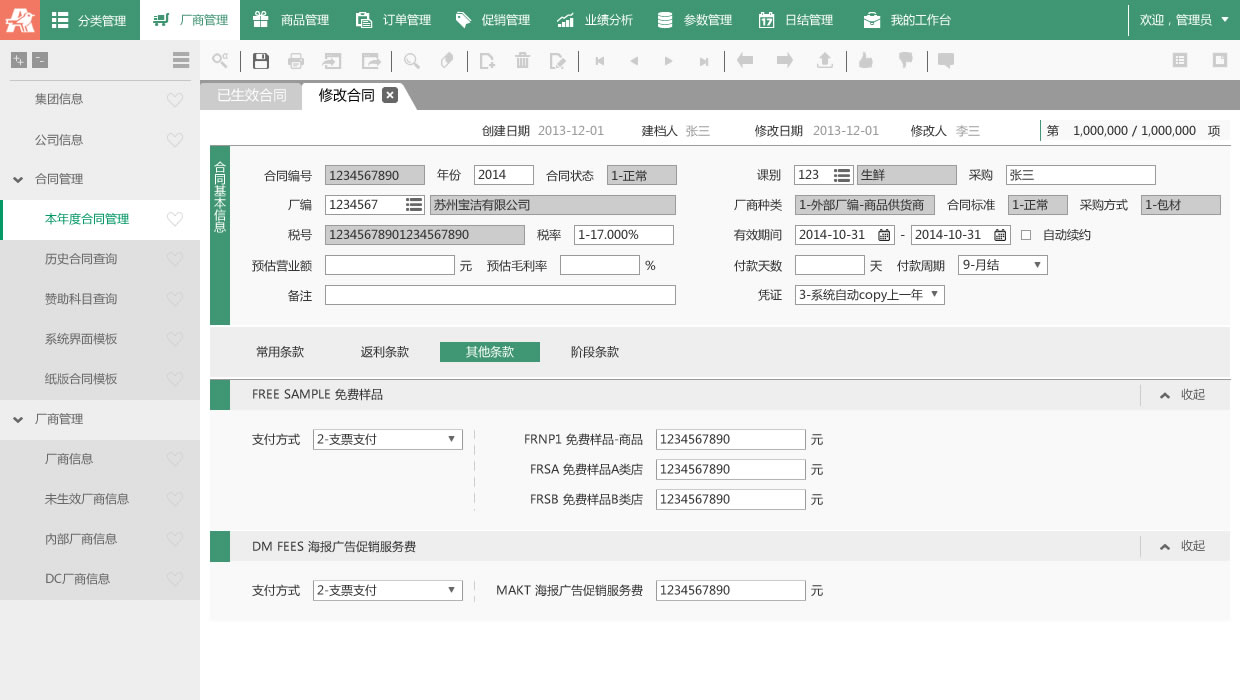 分类管理 厂商管理 商品管理 订单管理 促销管理 业绩分析 参数管理 日结管理 我的工作台 欢迎，管理员
已生效合同 修改合同
集团信息
公司信息
合同管理
本年度合同管理
历史合同查询
赞助科目查询
系统界面模板
纸版合同模板
厂商管理
厂商信息
未生效厂商信息
内部厂商信息
DC厂商信息
创建日期 2013-12-01 建档人 张三 修改日期 2013-12-01 修改人 李三 第 1,000,000 / 1,000,000 项
合同基本信息
合同编号 1234567890 年份 2014 合同状态 1-正常 课别 123 生鲜 采购 张三
厂编 1234567 苏州宝洁有限公司 厂商种类 1-外部厂编-商品供货商 合同标准 1-正常 采购方式 1-包材
税号 12345678901234567890 税率 1-17.000% 有效期间 2014-10-31 - 2014-10-31 自动续约
预估营业额 元 预估毛利率 % 付款天数 天 付款周期 9-月结
备注 凭证 3-系统自动copy上一年
常用条款 返利条款 其他条款 阶段条款
FREE SAMPLE 免费样品 收起
支付方式 2-支票支付 FRNP1 免费样品-商品 1234567890 元
FRSA 免费样品A类店 1234567890 元
FRSB 免费样品B类店 1234567890 元
DM FEES 海报广告促销服务费 收起
支付方式 2-支票支付 MAKT 海报广告促销服务费 1234567890 元